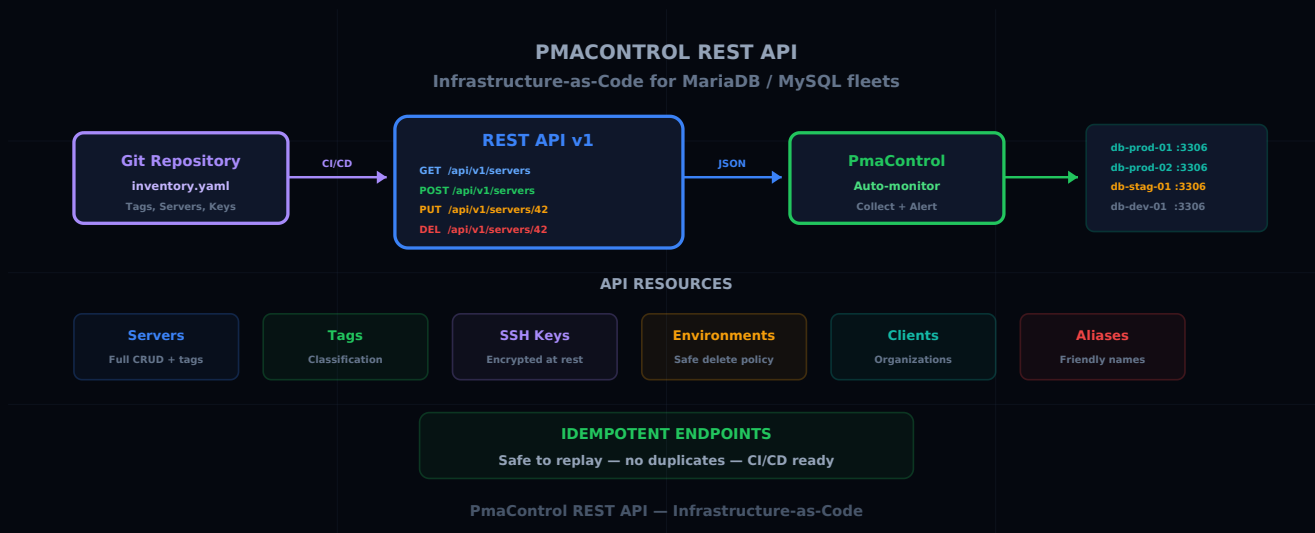 PMACONTROL REST API
Infrastructure-as-Code for MariaDB / MySQL fleets
Git Repository
inventory.yaml
Tags, Servers, Keys
CI/CD
REST API v1
GET /api/v1/servers
POST /api/v1/servers
PUT /api/v1/servers/42
DEL /api/v1/servers/42
JSON
PmaControl
Auto-monitor
Collect + Alert
db-prod-01 :3306
db-prod-02 :3306
db-stag-01 :3306
db-dev-01 :3306
API RESOURCES
Servers
Full CRUD + tags
Tags
Classification
SSH Keys
Encrypted at rest
Environments
Safe delete policy
Clients
Organizations
Aliases
Friendly names
IDEMPOTENT ENDPOINTS
Safe to replay — no duplicates — CI/CD ready
PmaControl REST API — Infrastructure-as-Code